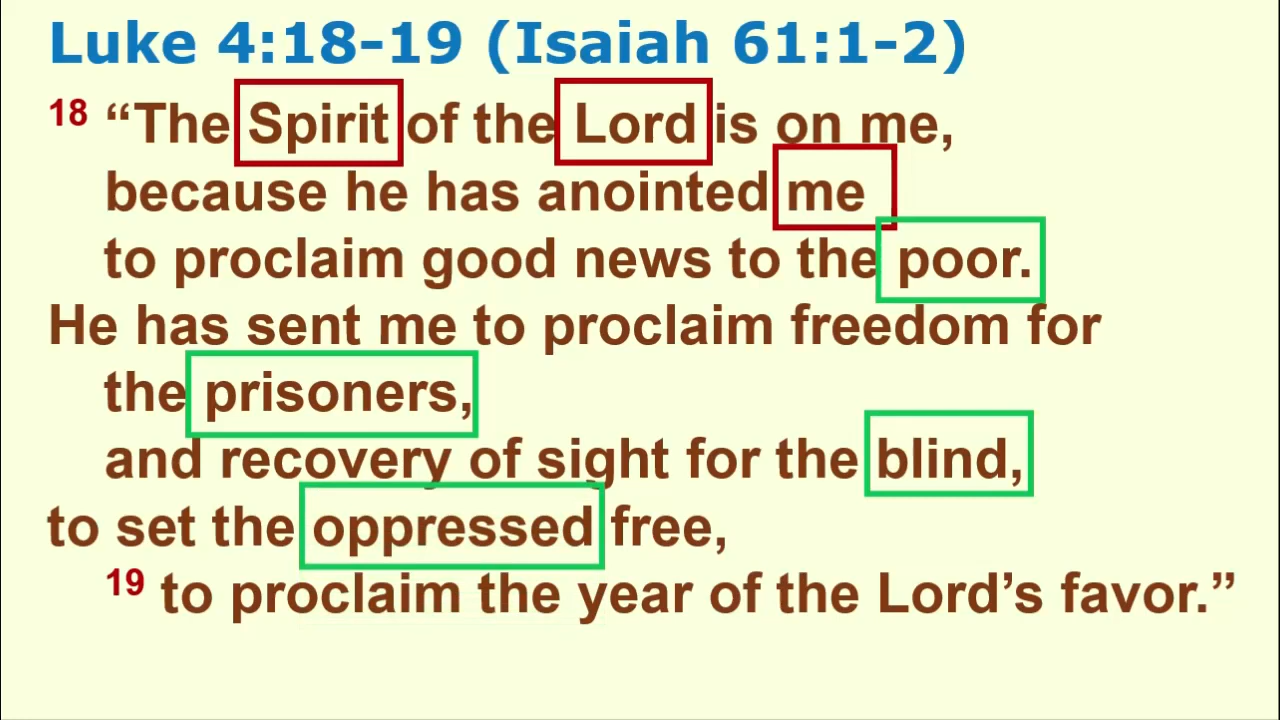 Luke 4:18-19 (Isaiah 61:1-2)
18 “The Spirit of the Lord is on me,
because he has anointed me
to proclaim good news to the poor.
He has sent me to proclaim freedom for
the prisoners,
and recovery of sight for the blind,
to set the oppressed free,
19 to proclaim the year of the Lord’s favor.”